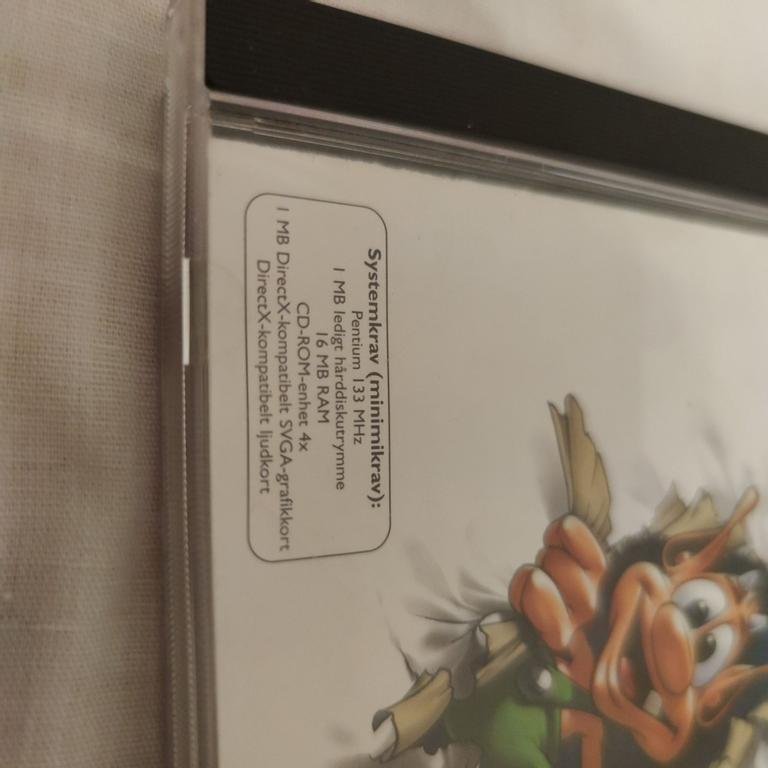 Systemkrav (minimikrav):
Pentium 133 MHz
1 MB ledigt hårddiskutrymme
16 MB RAM
CD-ROM-enhet 4x
1 MB DirectX-kompatibelt SVGA-grafikkort
DirectX-kompatibelt ljudkort